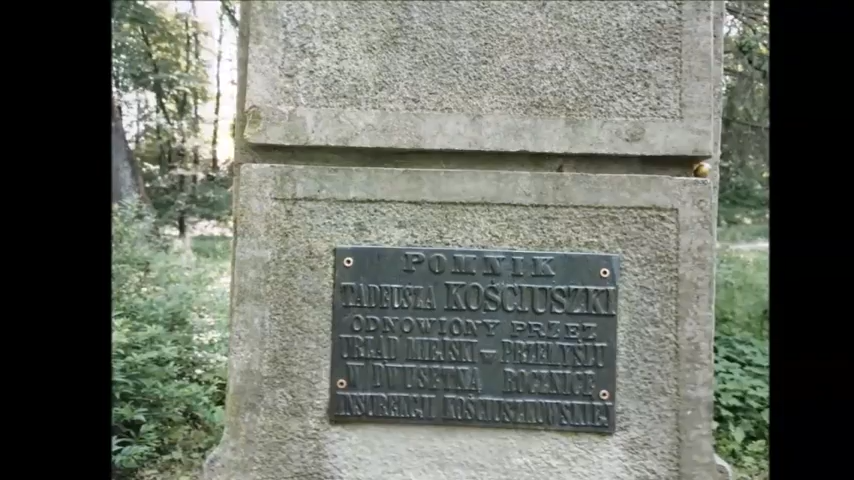 POMNIK
TADEUSZA KOŚCIUSZKI
ODNOWIONY PRZEZ
URZĄD MIEJSKI W PRZEMYŚLU
W DWUSETNĄ ROCZNICĘ
INSUREKCJI KOŚCIUSZKOWSKIEJ